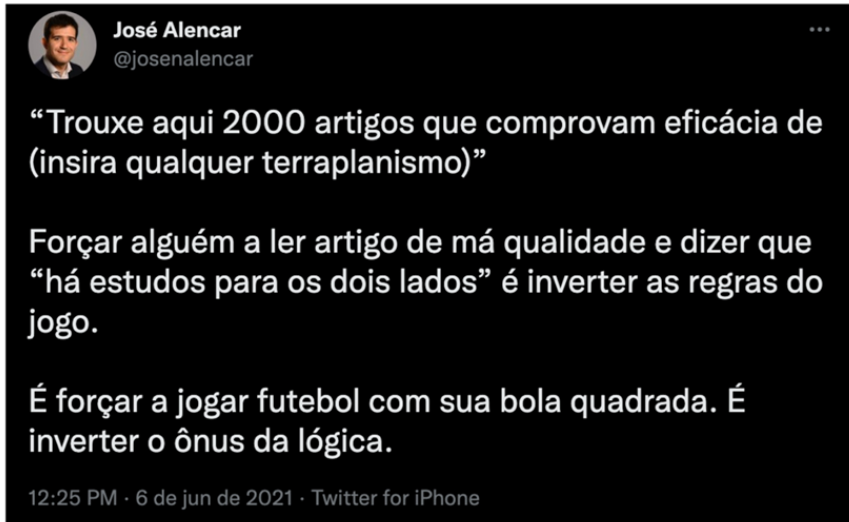 José Alencar
@josenalencar
“Trouxe aqui 2000 artigos que comprovam eficácia de
(insira qualquer terraplanismo)”
Forçar alguém a ler artigo de má qualidade e dizer que
“há estudos para os dois lados” é inverter as regras do
jogo.
É forçar a jogar futebol com sua bola quadrada. É
inverter o ônus da lógica.
12:25 PM · 6 de jun de 2021 · Twitter for iPhone